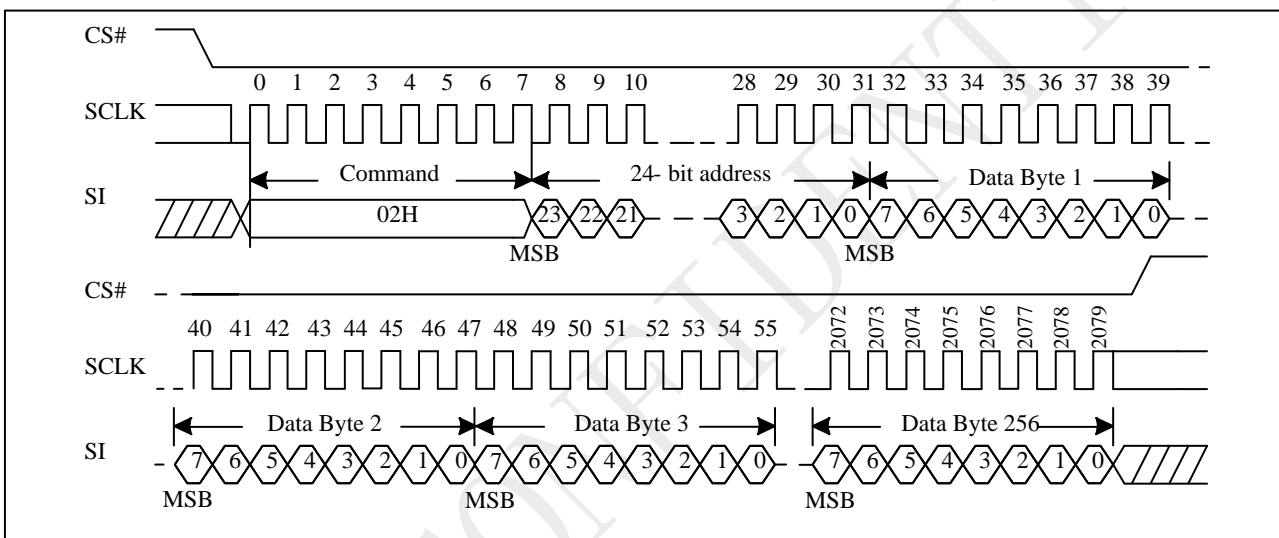 CS#
0 1 2 3 4 5 6 7 8 9 10 28 29 30 31 32 33 34 35 36 37 38 39
SCLK
Command 24- bit address Data Byte 1
SI
02H 23 22 21 3 2 1 0 7 6 5 4 3 2 1 0
MSB MSB
CS#
40 41 42 43 44 45 46 47 48 49 50 51 52 53 54 55 2072 2073 2074 2075 2076 2077 2078 2079
SCLK
Data Byte 2 Data Byte 3 Data Byte 256
SI
7 6 5 4 3 2 1 0 7 6 5 4 3 2 1 0 7 6 5 4 3 2 1 0
MSB MSB MSB